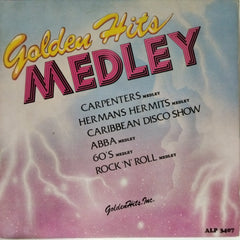 Golden Hits
MEDLEY
CARPENTERS MEDLEY
HERMANS HERMITS MEDLEY
CARIBBEAN DISCO SHOW
ABBA MEDLEY
60'S MEDLEY
ROCK 'N' ROLL MEDLEY
GoldenHits, Inc.
ALP 3407